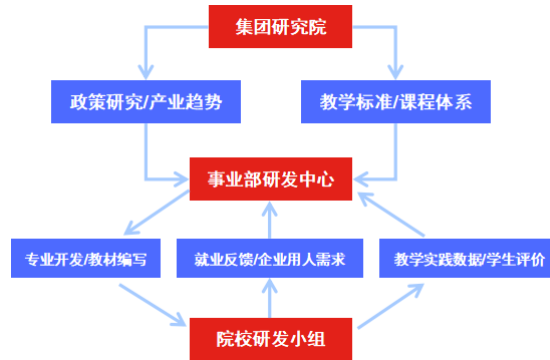 集团研究院
政策研究/产业趋势
教学标准/课程体系
事业部研发中心
专业开发/教材编写
就业反馈/企业用人需求
教学实践数据/学生评价
院校研发小组